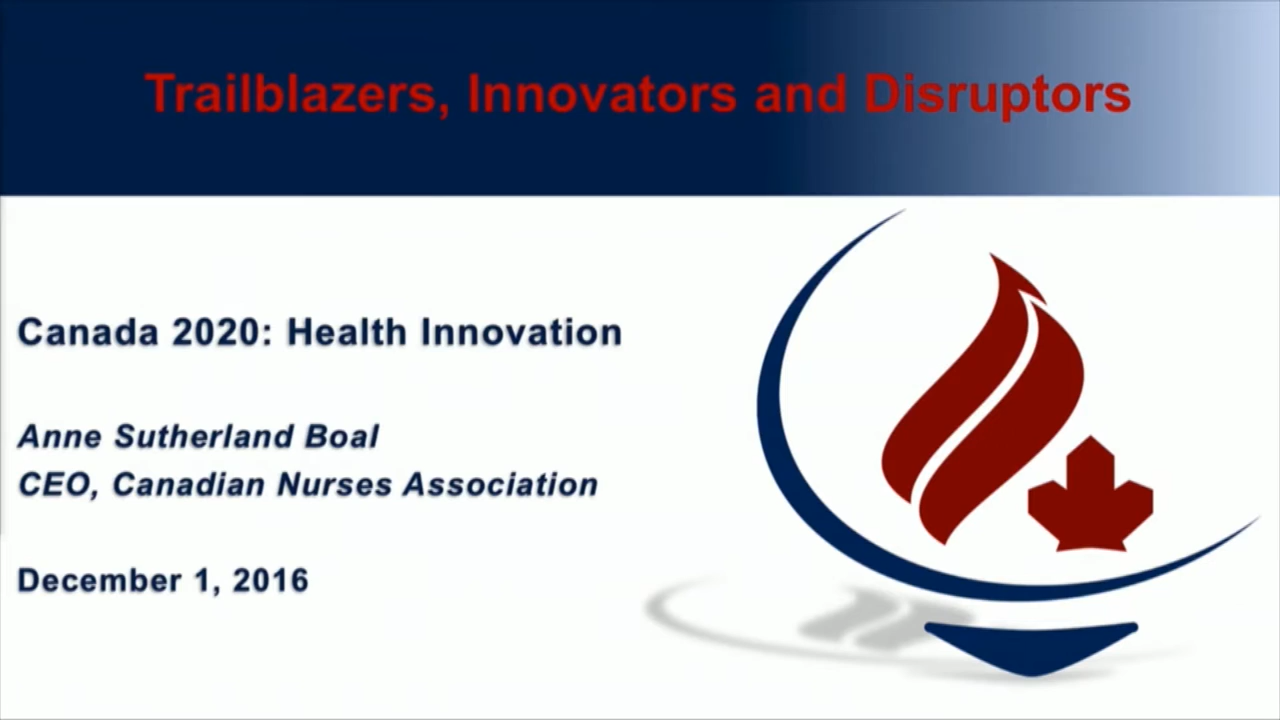 Trailblazers, Innovators and Disruptors
Canada 2020: Health Innovation
Anne Sutherland Boal
CEO, Canadian Nurses Association
December 1, 2016